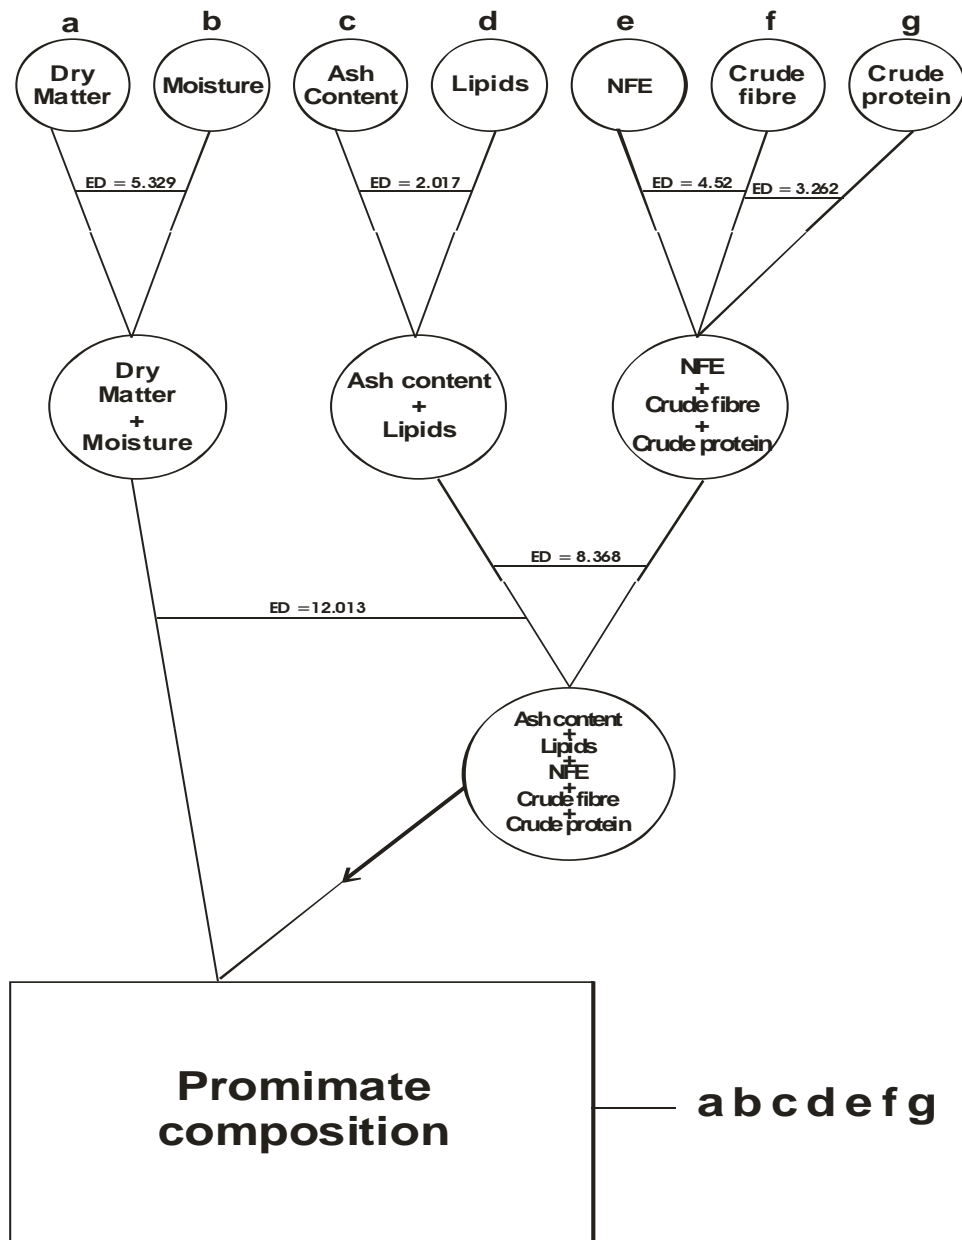 a b c d e f g
Dry
Matter
Moisture
Ash
Content
Lipids
NFE
Crude
fibre
Crude
protein
ED = 5.329
ED = 2.017
ED = 4.52
ED = 3.262
Dry
Matter
+
Moisture
Ash content
+
Lipids
NFE
+
Crude fibre
+
Crude protein
ED = 8.368
ED =12.013
Ash content
+
Lipids
+
NFE
+
Crude fibre
+
Crude protein
Promimate
composition
a b c d e f g